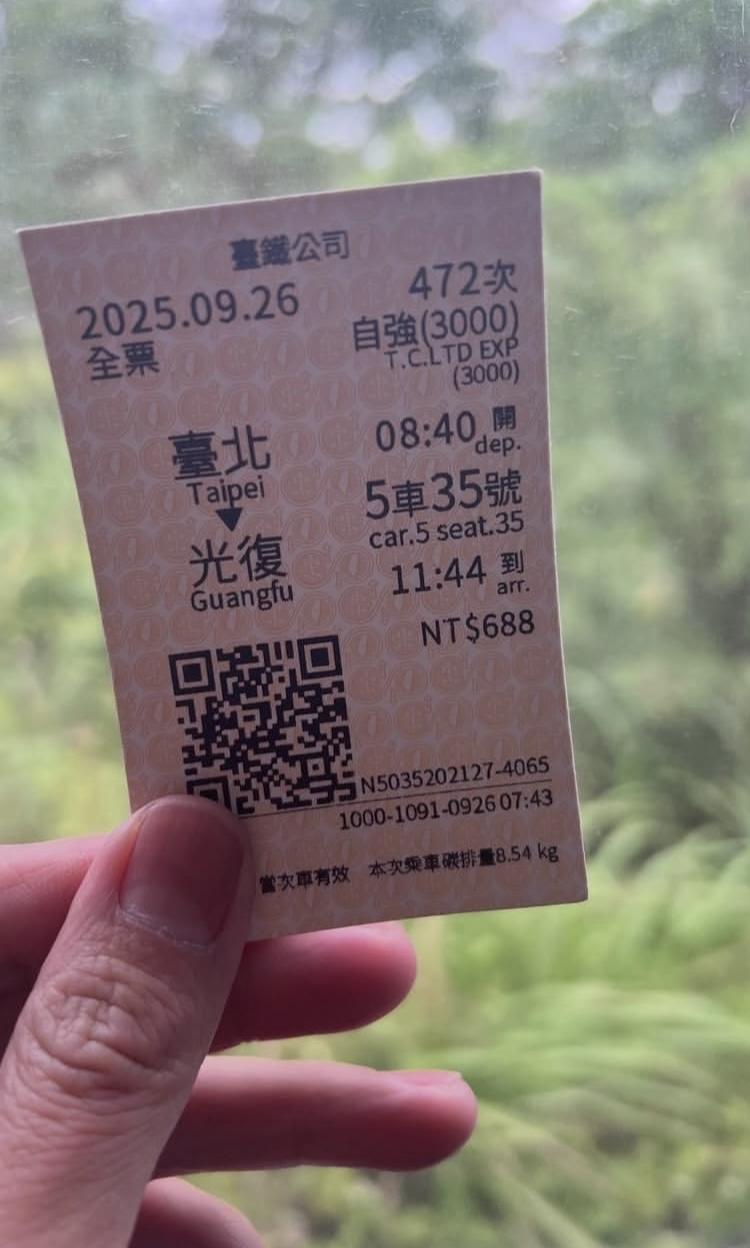 臺鐵公司
2025.09.26 472次
全票 自強(3000)
T.C.LTD EXP
(3000)
臺北 08:40 開
Taipei dep.
▼ 5車35號
car.5 seat.35
光復 11:44 到
Guangfu arr.
NT$688
N5035202127-4065
1000-1091-0926 07:43
當次車有效 本次乘車碳排量8.54 kg